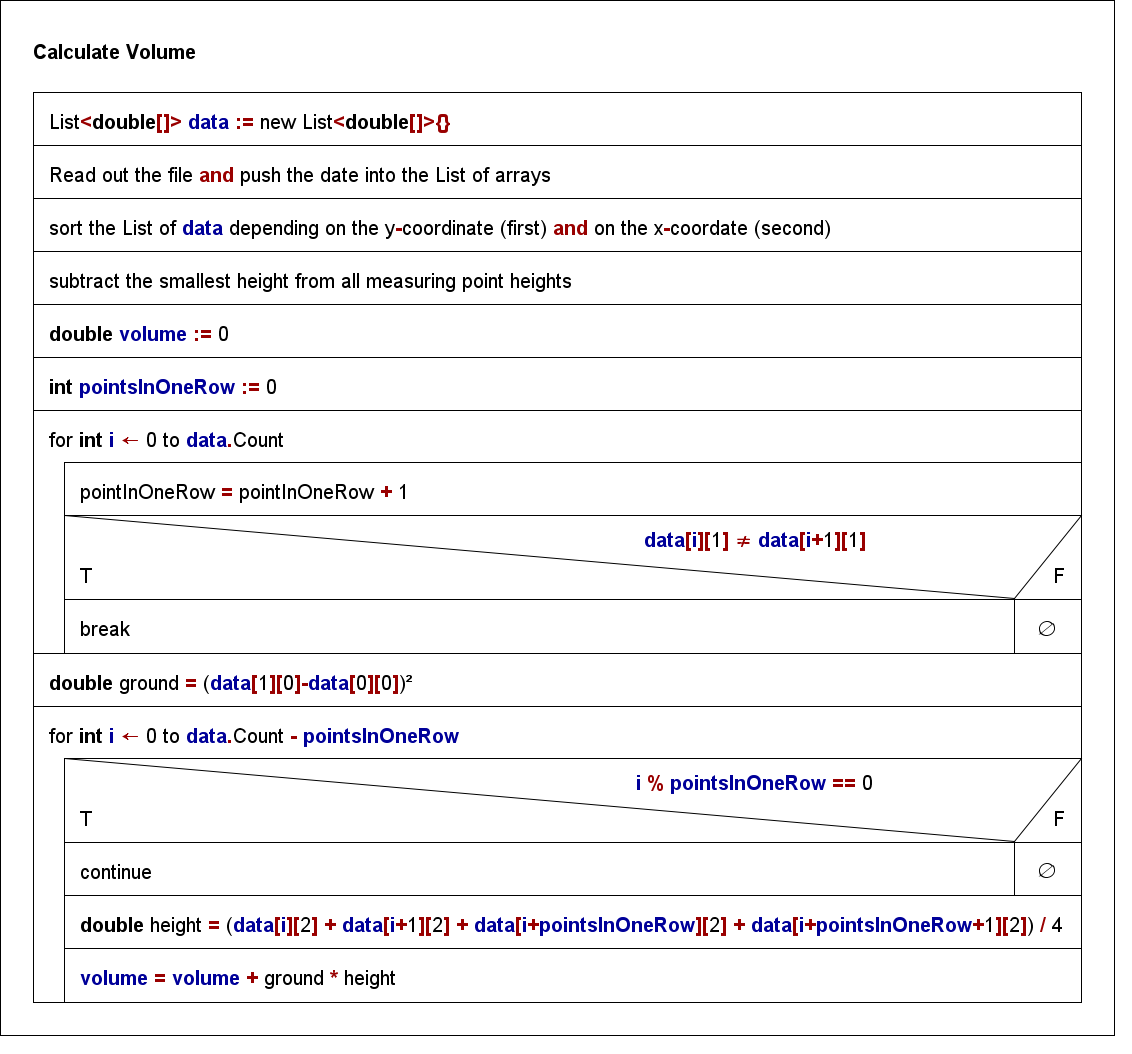 Calculate Volume
List<double[]> data := new List<double[]>{}
Read out the file and push the date into the List of arrays
sort the List of data depending on the y-coordinate (first) and on the x-coordate (second)
subtract the smallest height from all measuring point heights
double volume := 0
int pointsInOneRow := 0
for int i ← 0 to data.Count
pointInOneRow = pointInOneRow + 1
data[i][1] ≠ data[i+1][1]
T F
break ∅
double ground = (data[1][0]-data[0][0])²
for int i ← 0 to data.Count - pointsInOneRow
i % pointsInOneRow == 0
T F
continue ∅
double height = (data[i][2] + data[i+1][2] + data[i+pointsInOneRow][2] + data[i+pointsInOneRow+1][2]) / 4
volume = volume + ground * height